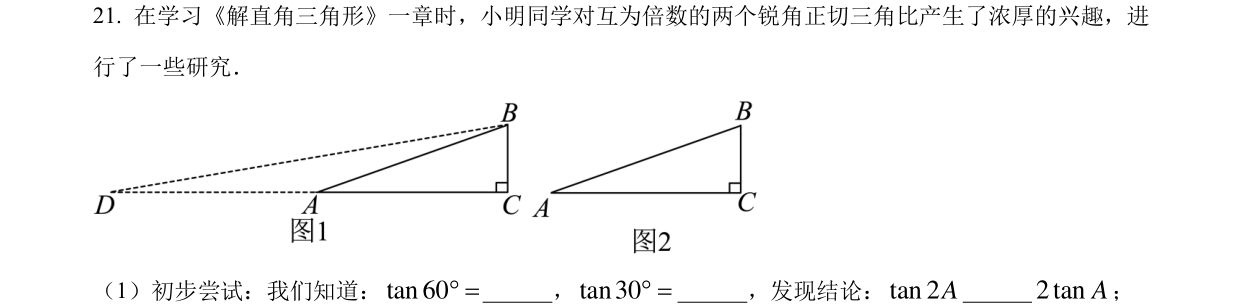 21. 在学习《解直角三角形》一章时，小明同学对互为倍数的两个锐角正切三角比产生了浓厚的兴趣，进
行了一些研究．
B
D
A
C
图1
B
A
C
图2
（1）初步尝试：我们知道：tan 60° =______，tan 30° =______，发现结论：tan 2A______2 tan A；